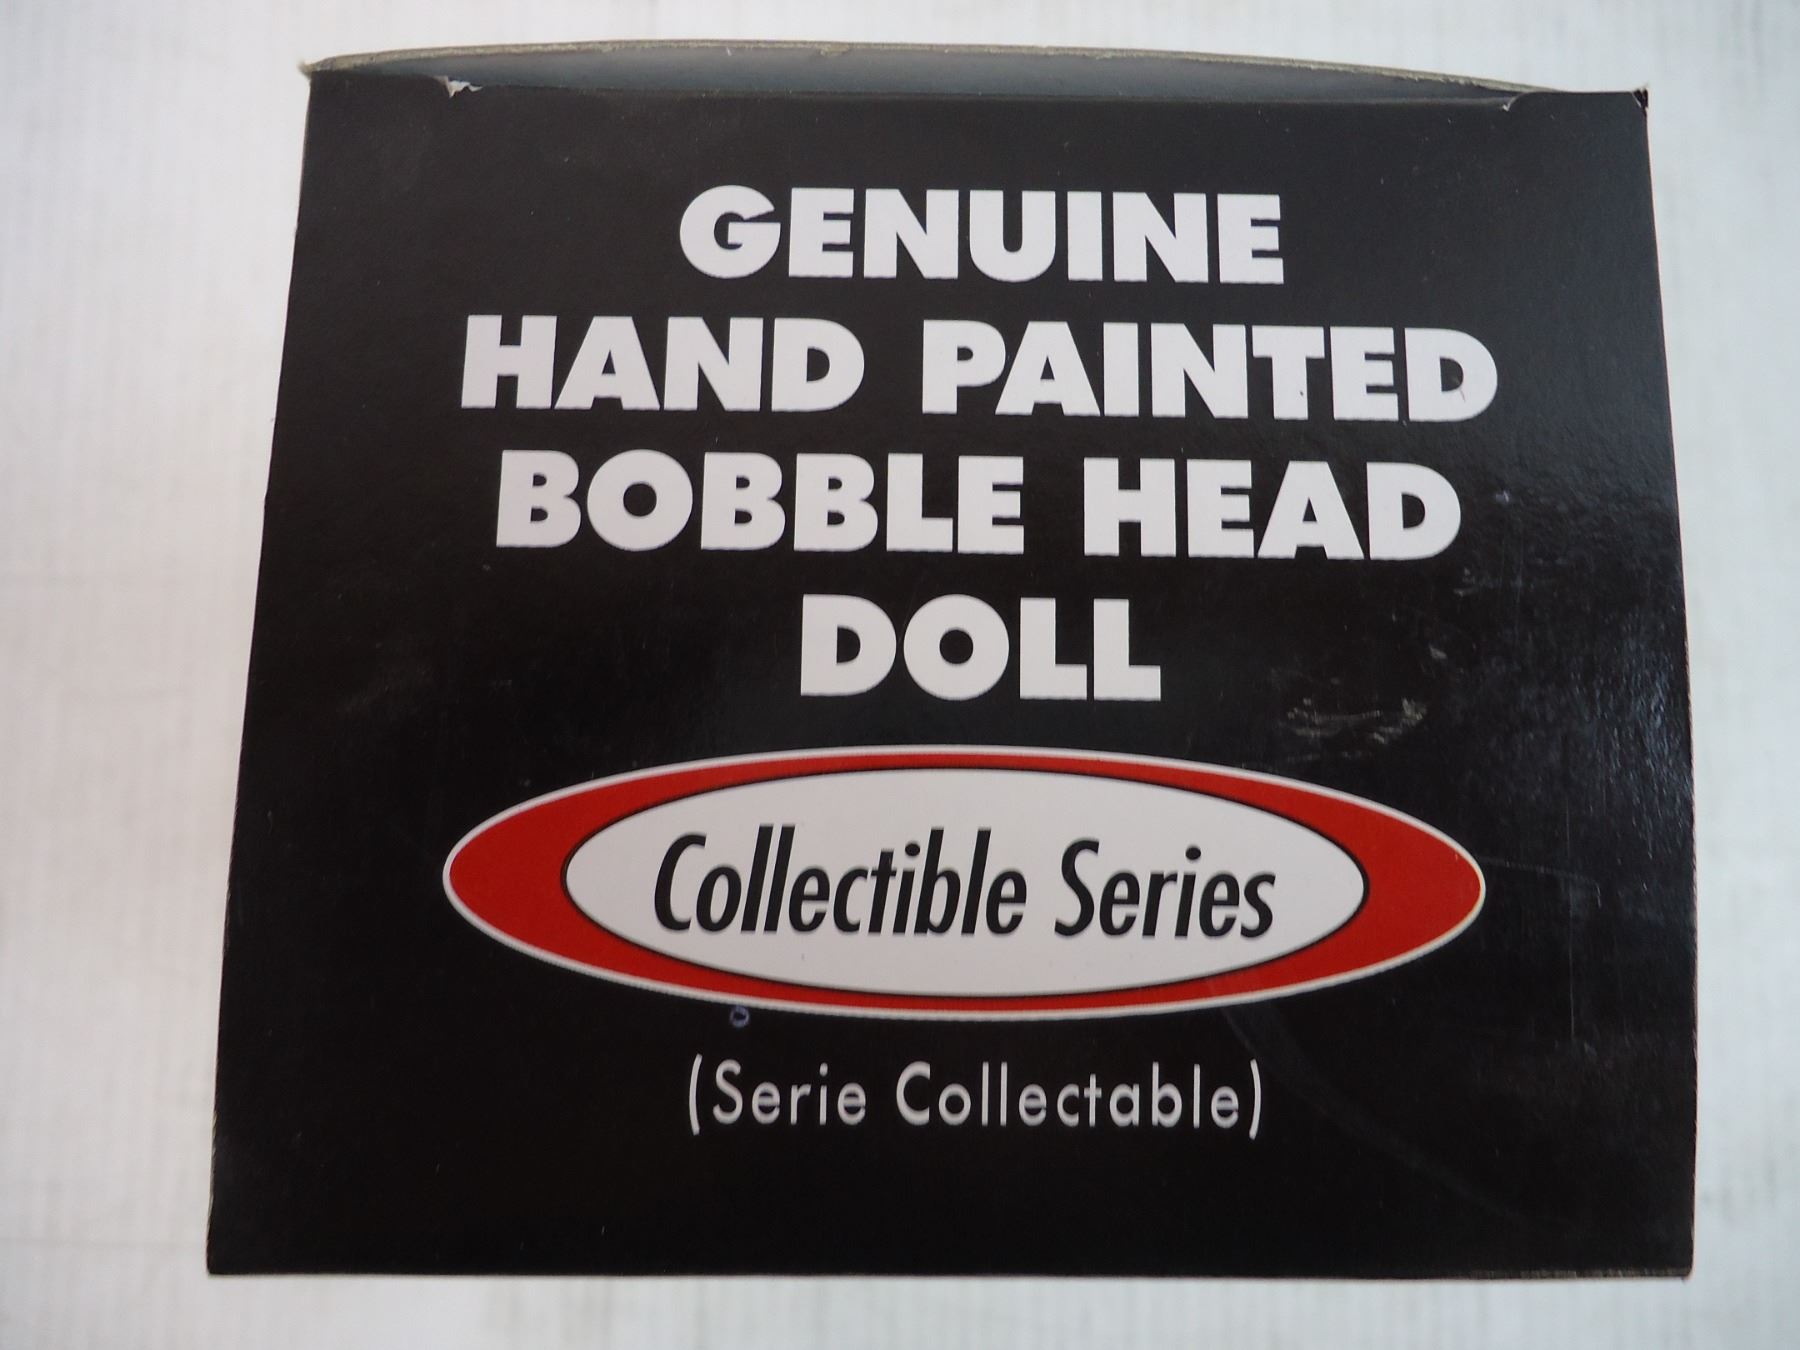 GENUINE
HAND PAINTED
BOBBLE HEAD
DOLL
Collectible Series
(Serie Collectable)